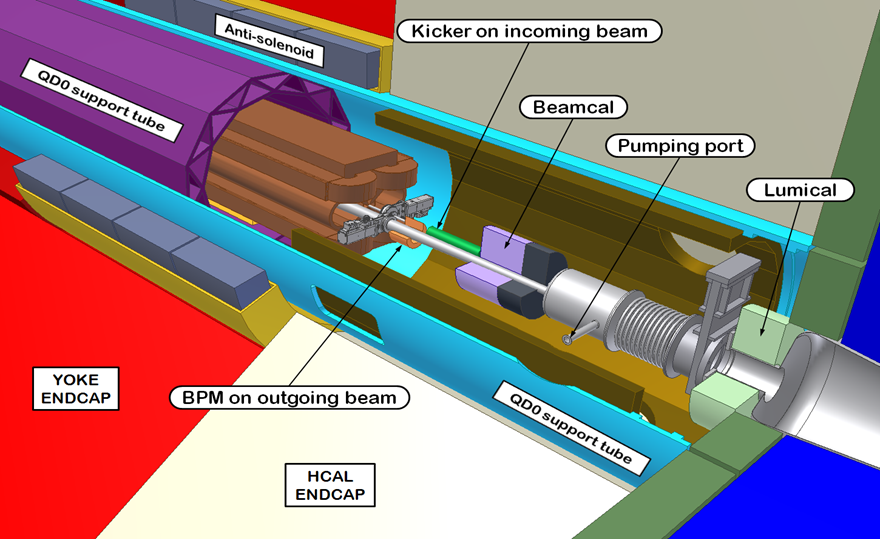 Anti-solenoid
Kicker on incoming beam
QD0 support tube
Beamcal
Pumping port
Lumical
YOKE
ENDCAP
BPM on outgoing beam
QD0 support tube
HCAL
ENDCAP